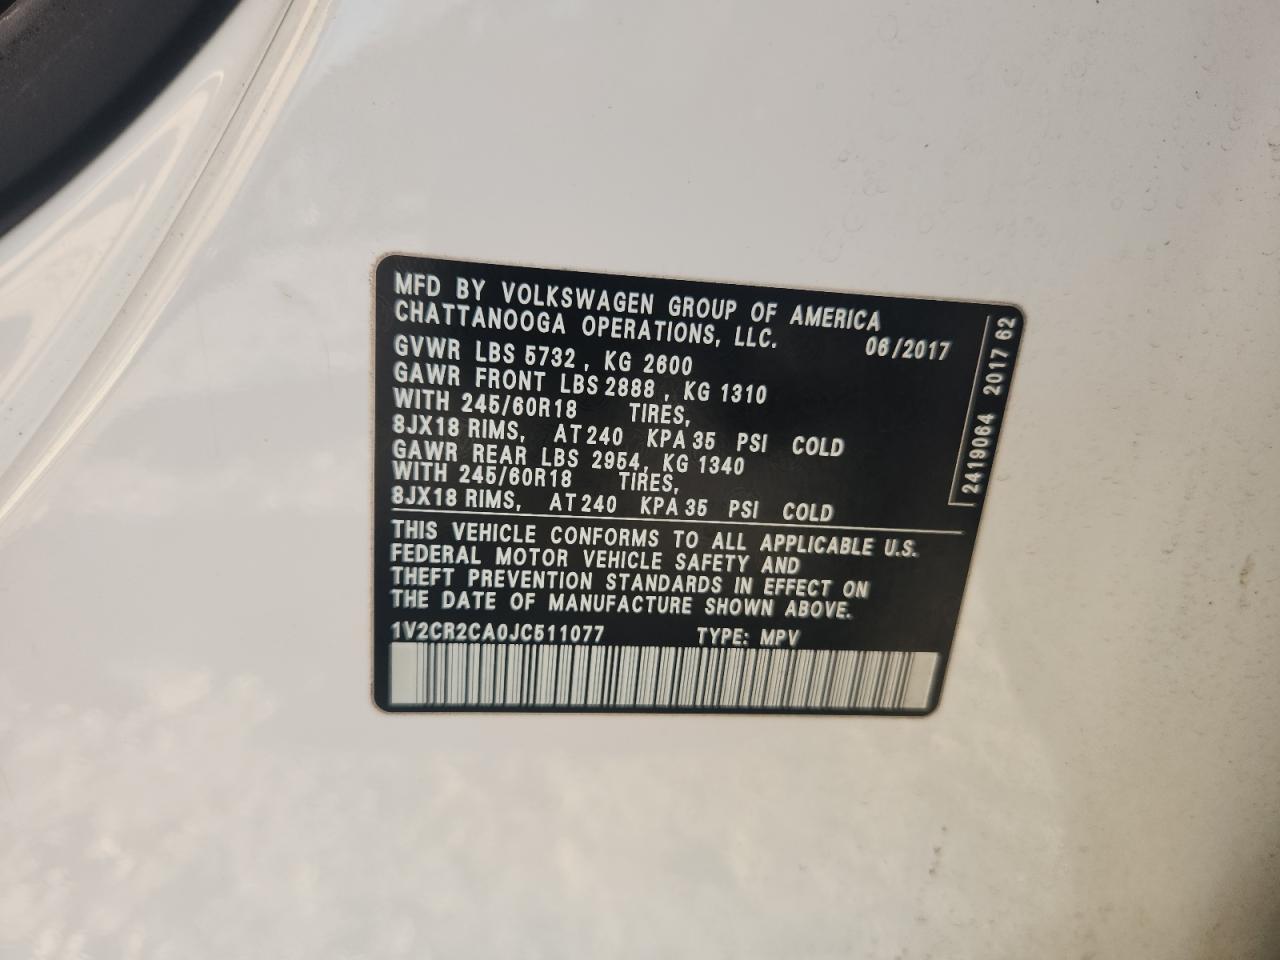 MFD BY VOLKSWAGEN GROUP OF AMERICA
CHATTANOOGA OPERATIONS, LLC. 06/2017
GVWR LBS 5732, KG 2600
GAWR FRONT LBS 2888, KG 1310
WITH 245/60R18 TIRES,
8JX18 RIMS, AT 240 KPA 35 PSI COLD
GAWR REAR LBS 2954, KG 1340
WITH 245/60R18 TIRES,
8JX18 RIMS, AT 240 KPA 35 PSI COLD
THIS VEHICLE CONFORMS TO ALL APPLICABLE U.S.
FEDERAL MOTOR VEHICLE SAFETY AND
THEFT PREVENTION STANDARDS IN EFFECT ON
THE DATE OF MANUFACTURE SHOWN ABOVE.
1V2CR2CA0JC511077 TYPE: MPV
2419064 2017 62